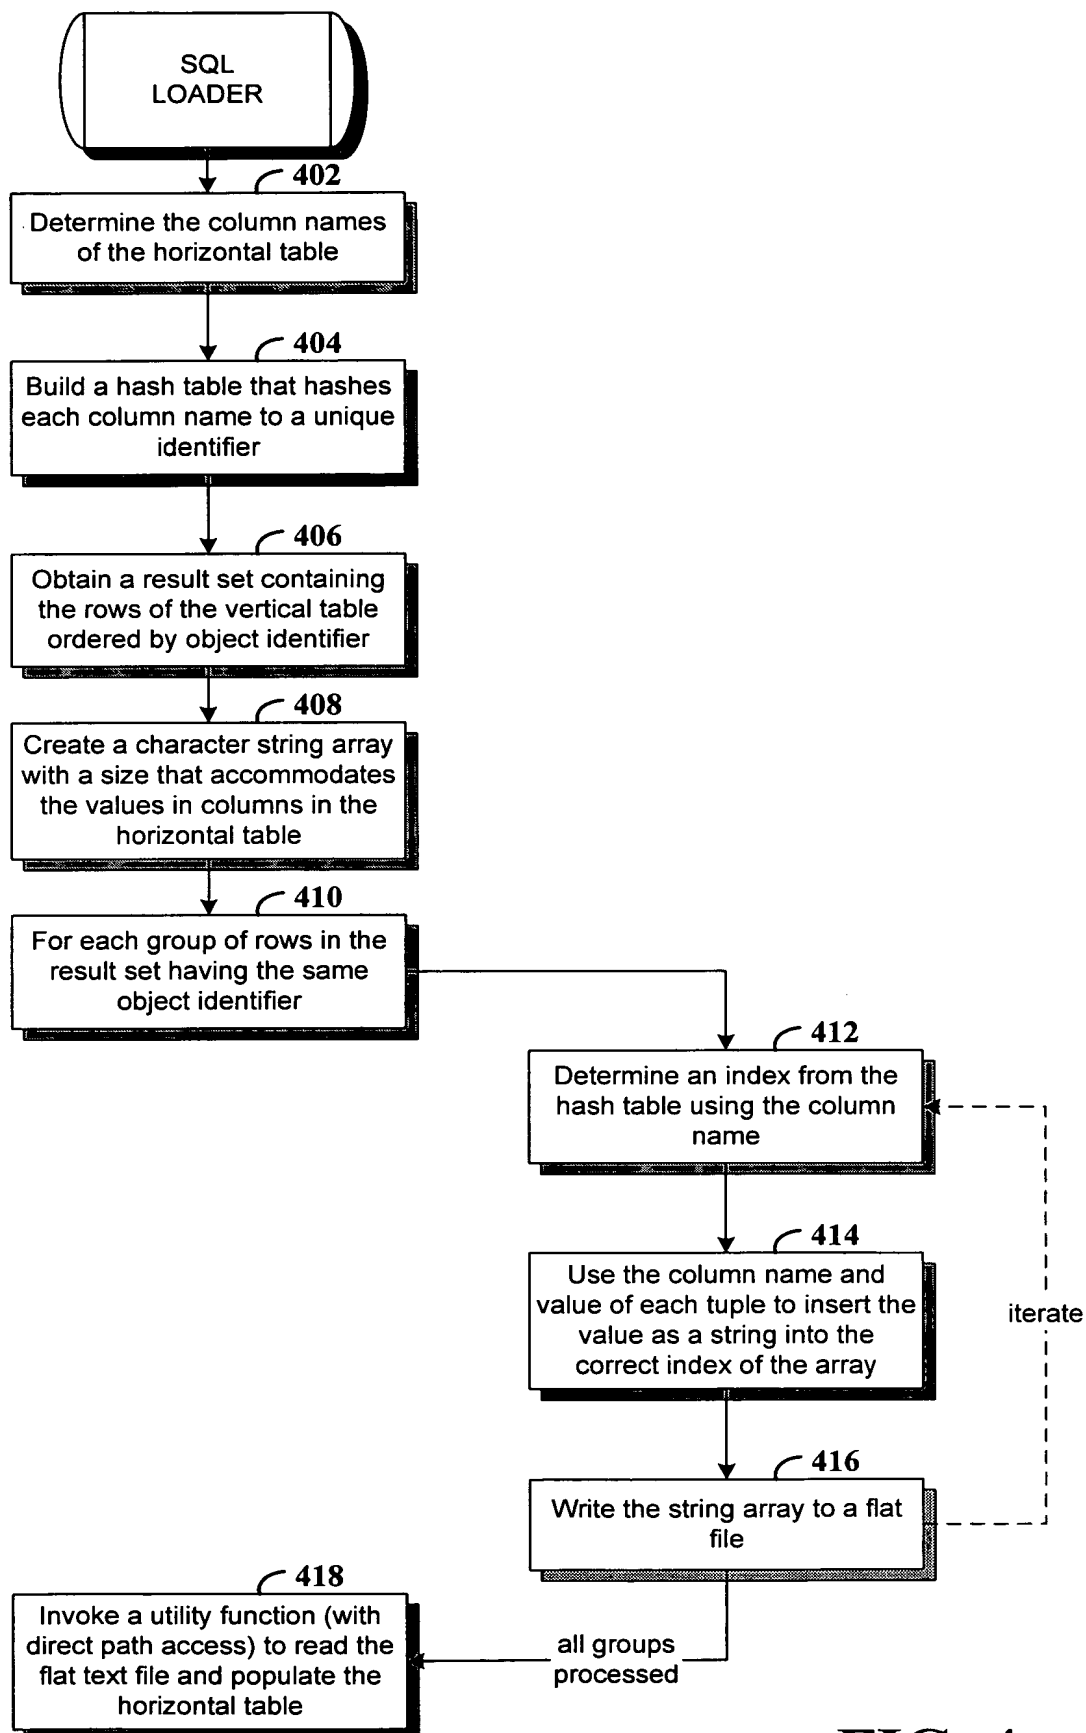 SQL
LOADER
402
Determine the column names
of the horizontal table
404
Build a hash table that hashes
each column name to a unique
identifier
406
Obtain a result set containing
the rows of the vertical table
ordered by object identifier
408
Create a character string array
with a size that accommodates
the values in columns in the
horizontal table
410
For each group of rows in the
result set having the same
object identifier
412
Determine an index from the
hash table using the column
name
414
Use the column name and
value of each tuple to insert the
value as a string into the
correct index of the array
iterate
416
Write the string array to a flat
file
418
Invoke a utility function (with
direct path access) to read the
flat text file and populate the
horizontal table
all groups
processed